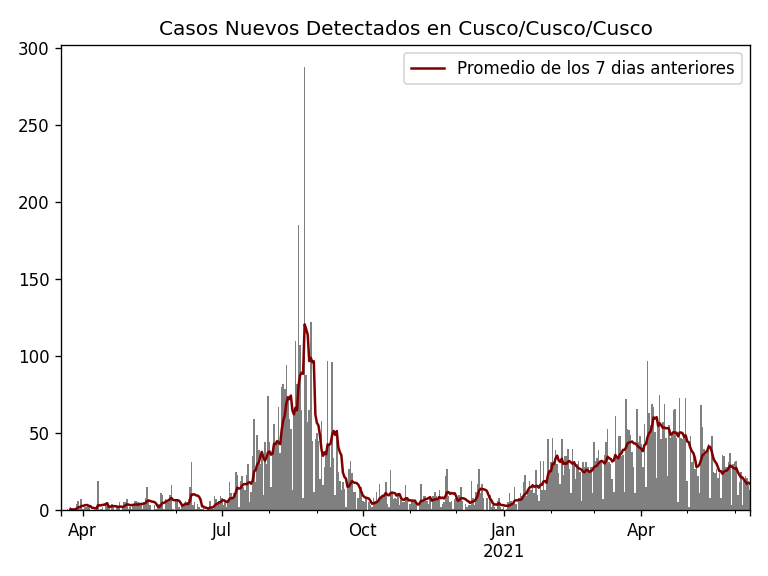 Casos Nuevos Detectados en Cusco/Cusco/Cusco
Promedio de los 7 dias anteriores
300
250
200
150
100
50
0
Apr
Jul
Oct
Jan
2021
Apr